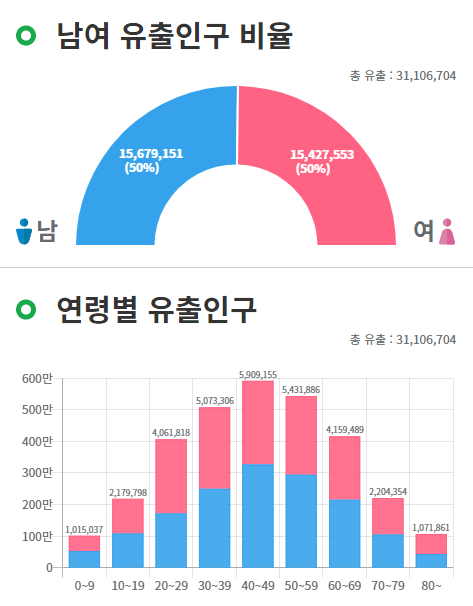 남여 유출인구 비율
총 유출 : 31,106,704
15,679,151
(50%)
15,427,553
(50%)
남
여
연령별 유출인구
총 유출 : 31,106,704
600만
500만
400만
300만
200만
100만
0
1,015,037
2,179,798
4,061,818
5,073,306
5,909,155
5,431,886
4,159,489
2,204,354
1,071,861
0~9 10~19 20~29 30~39 40~49 50~59 60~69 70~79 80~